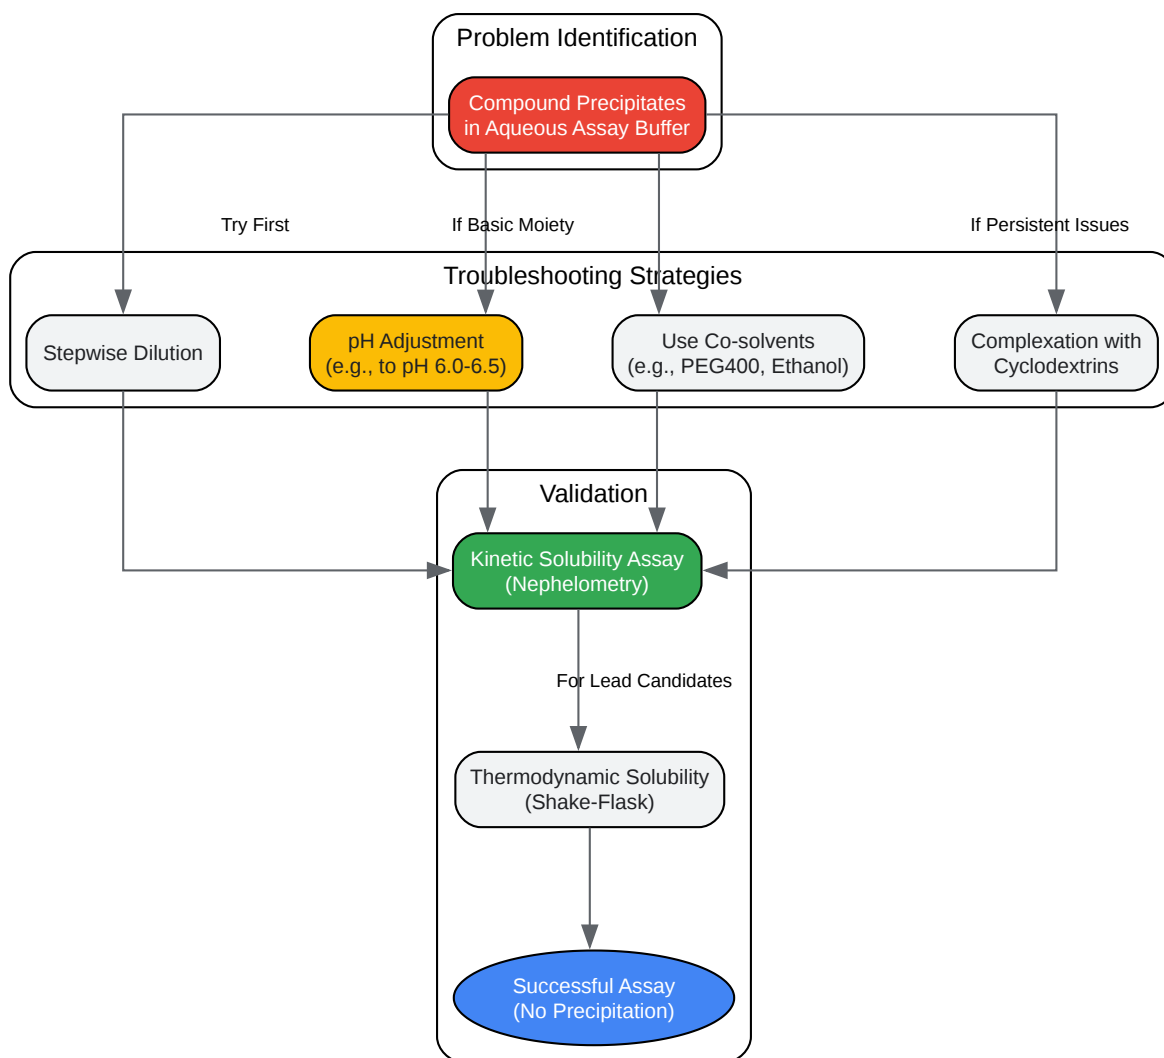 Problem Identification
Compound Precipitates
in Aqueous Assay Buffer
Try First
If Basic Moiety
If Persistent Issues
Troubleshooting Strategies
Stepwise Dilution
pH Adjustment
(e.g., to pH 6.0-6.5)
Use Co-solvents
(e.g., PEG400, Ethanol)
Complexation with
Cyclodextrins
Validation
Kinetic Solubility Assay
(Nephelometry)
For Lead Candidates
Thermodynamic Solubility
(Shake-Flask)
Successful Assay
(No Precipitation)